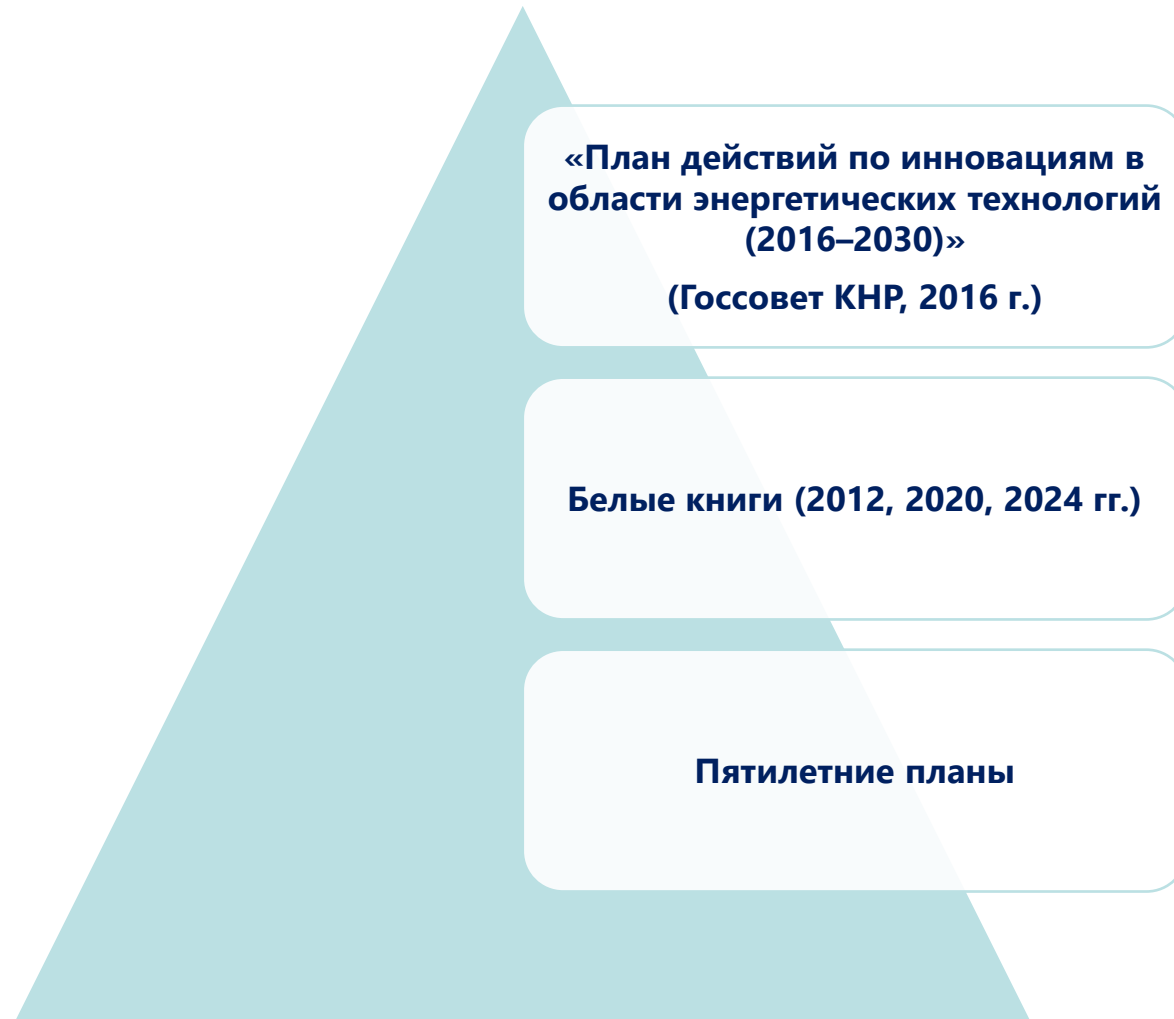 «План действий по инновациям в
области энергетических технологий
(2016–2030)»
(Госсовет КНР, 2016 г.)
Белые книги (2012, 2020, 2024 гг.)
Пятилетние планы